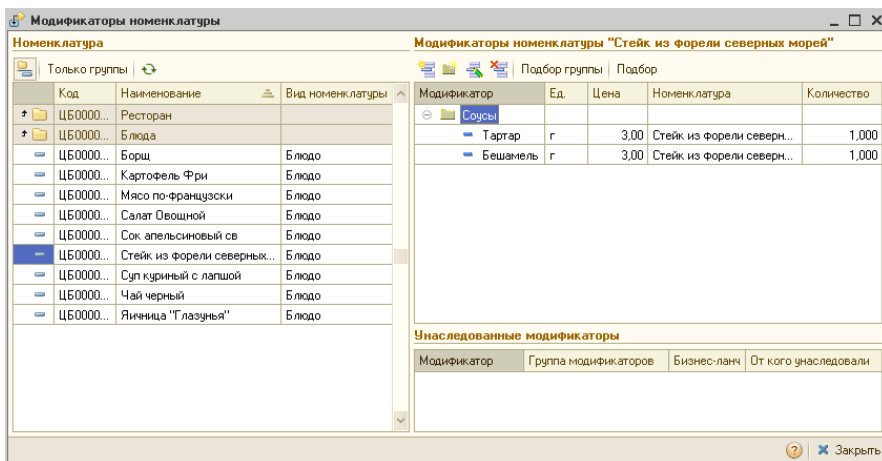 Модификаторы номенклатуры
Номенклатура
Только группы
Код Наименование Вид номенклатуры
ЦБ0000... Ресторан
ЦБ0000... Блюда
ЦБ0000... Борщ Блюдо
ЦБ0000... Картофель Фри Блюдо
ЦБ0000... Мясо по-французски Блюдо
ЦБ0000... Салат Овощной Блюдо
ЦБ0000... Сок апельсиновый св Блюдо
ЦБ0000... Стейк из форели северных... Блюдо
ЦБ0000... Суп куриный с лапшой Блюдо
ЦБ0000... Чай черный Блюдо
ЦБ0000... Яичница "Глазунья" Блюдо
Модификаторы номенклатуры "Стейк из форели северных морей"
Подбор группы Подбор
Модификатор Ед. Цена Номенклатура Количество
Соусы
Тартар г 3,00 Стейк из форели северн... 1,000
Бешамель г 3,00 Стейк из форели северн... 1,000
Унаследованные модификаторы
Модификатор Группа модификаторов Бизнес-ланч От кого унаследовали
? Закрыть